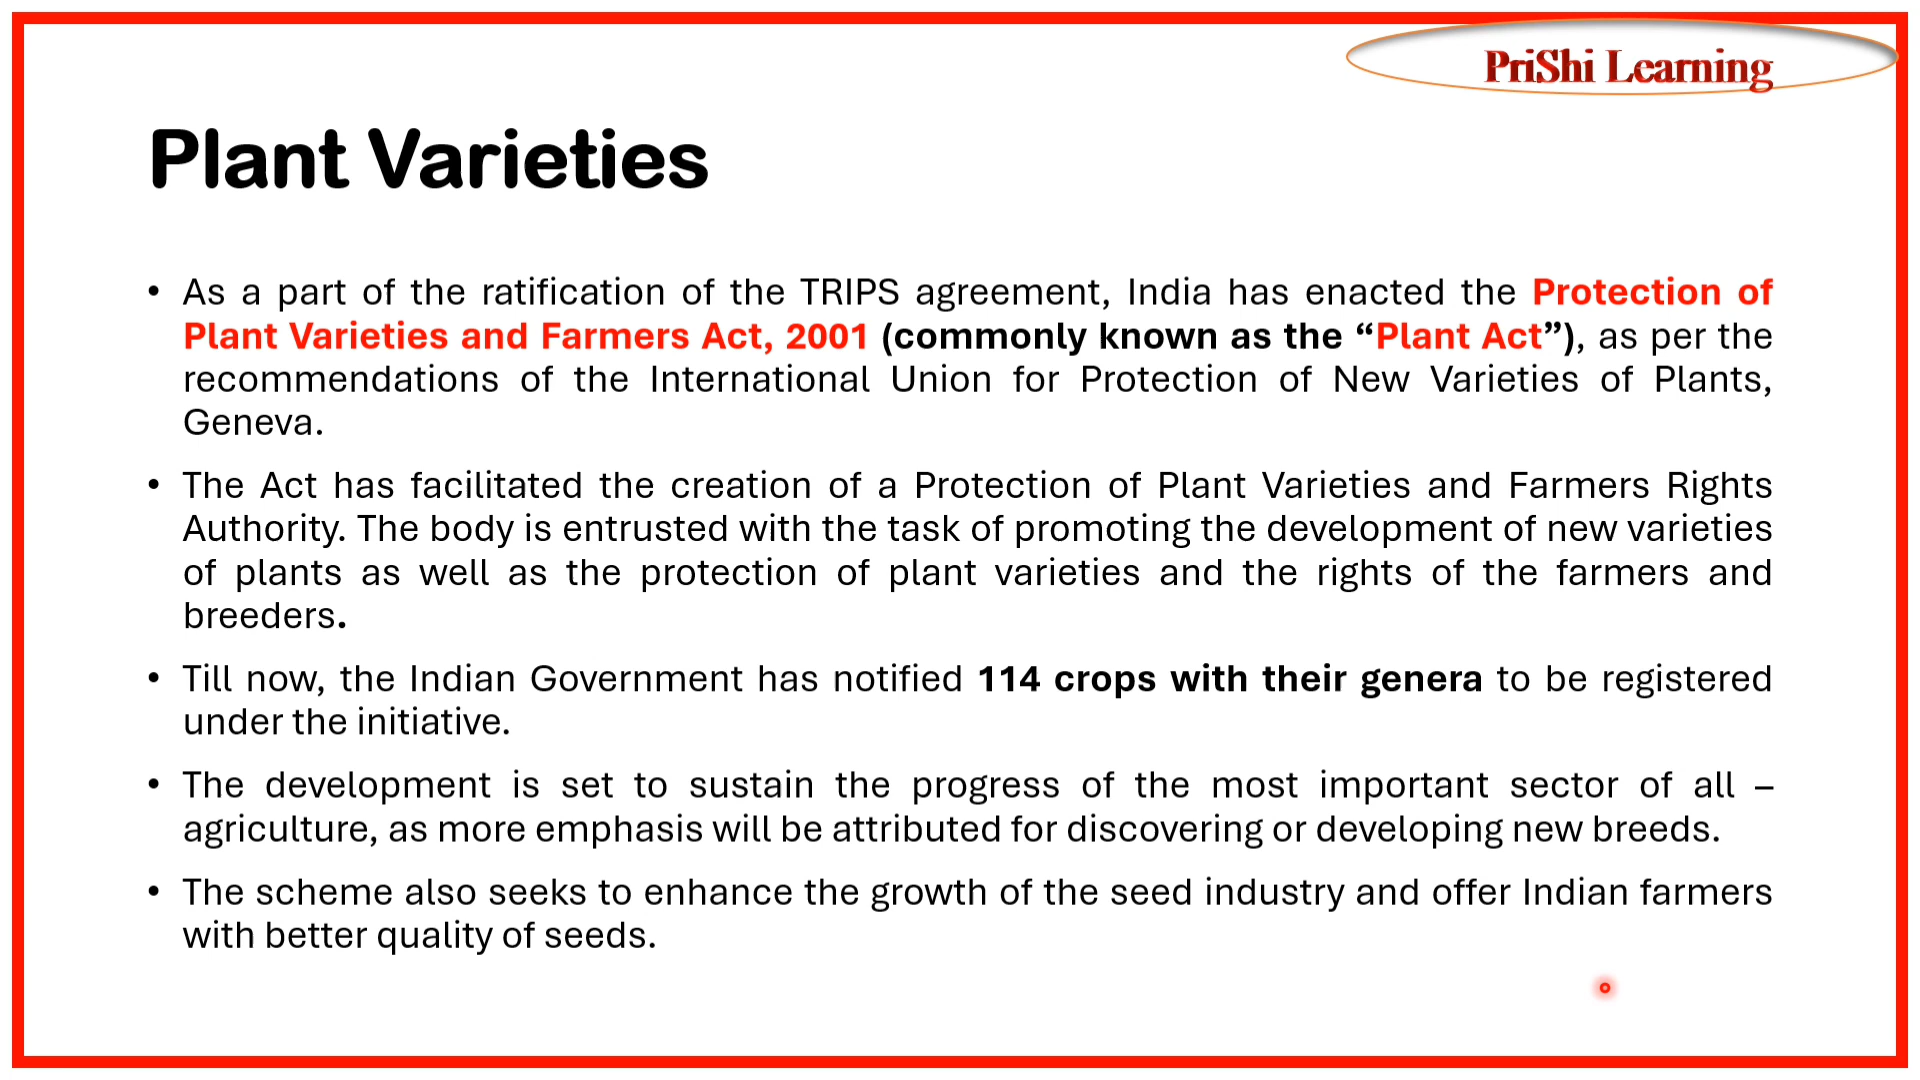 PriShi Learning
Plant Varieties
• As a part of the ratification of the TRIPS agreement, India has enacted the Protection of
Plant Varieties and Farmers Act, 2001 (commonly known as the “Plant Act”), as per the
recommendations of the International Union for Protection of New Varieties of Plants,
Geneva.
• The Act has facilitated the creation of a Protection of Plant Varieties and Farmers Rights
Authority. The body is entrusted with the task of promoting the development of new varieties
of plants as well as the protection of plant varieties and the rights of the farmers and
breeders.
• Till now, the Indian Government has notified 114 crops with their genera to be registered
under the initiative.
• The development is set to sustain the progress of the most important sector of all –
agriculture, as more emphasis will be attributed for discovering or developing new breeds.
• The scheme also seeks to enhance the growth of the seed industry and offer Indian farmers
with better quality of seeds.